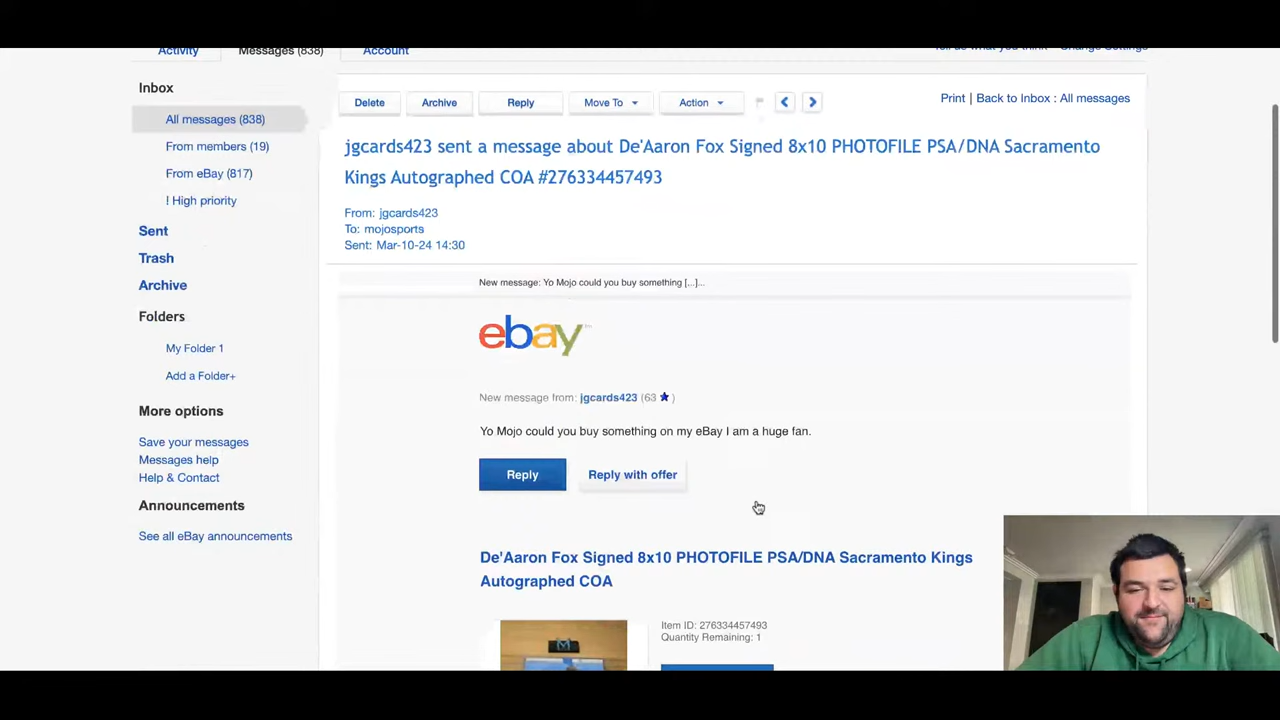 Activity
Messages (838)
Account
Tell us what you think
Change Settings
Inbox
All messages (838)
From members (19)
From eBay (817)
! High priority
Sent
Trash
Archive
Folders
My Folder 1
Add a Folder+
More options
Save your messages
Messages help
Help & Contact
Announcements
See all eBay announcements
Delete
Archive
Reply
Move To
Action
Print | Back to Inbox : All messages
jgcards423 sent a message about De'Aaron Fox Signed 8x10 PHOTOFILE PSA/DNA Sacramento
Kings Autographed COA #276334457493
From: jgcards423
To: mojosports
Sent: Mar-10-24 14:30
New message: Yo Mojo could you buy something [...]...
ebay
New message from: jgcards423 (63 )
Yo Mojo could you buy something on my eBay I am a huge fan.
Reply
Reply with offer
De'Aaron Fox Signed 8x10 PHOTOFILE PSA/DNA Sacramento Kings
Autographed COA
Item ID: 276334457493
Quantity Remaining: 1